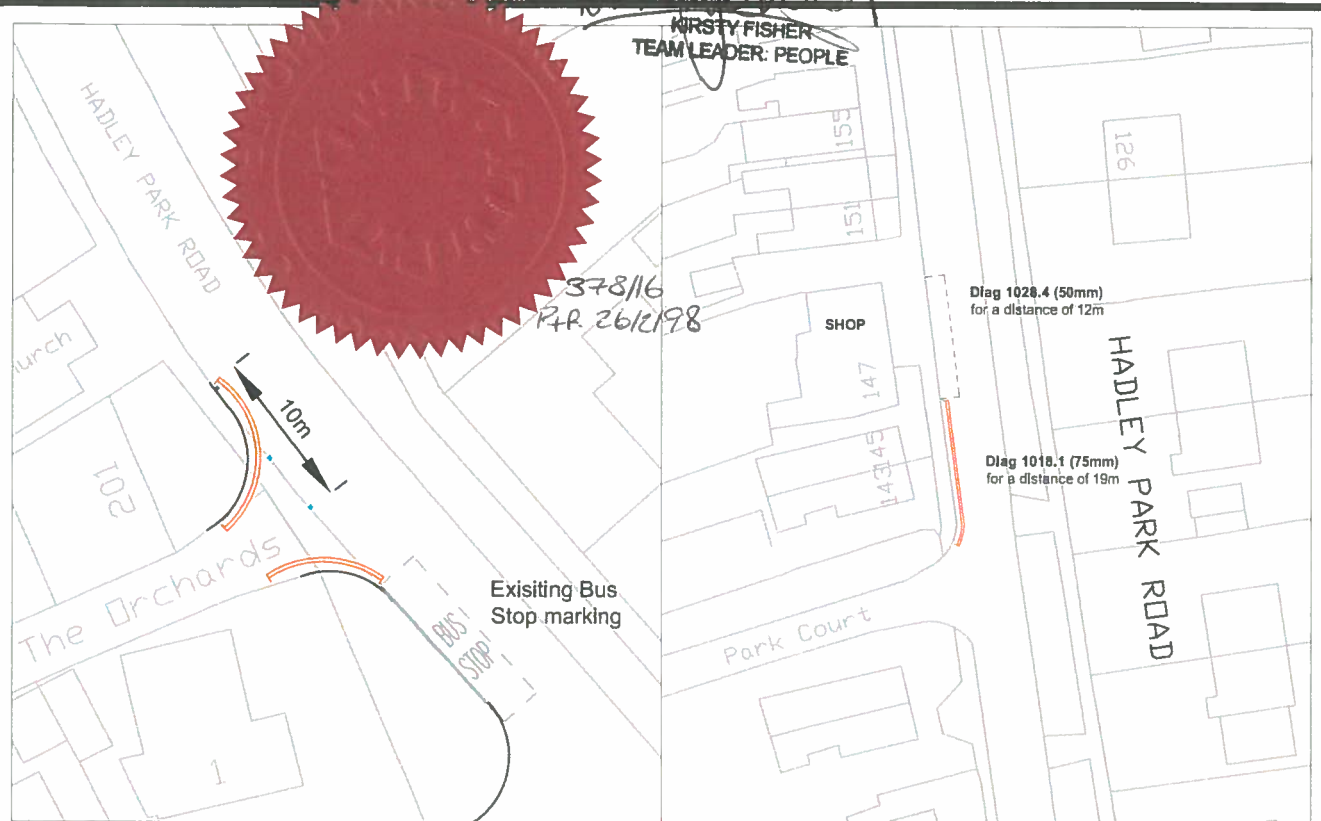 KIRSTY FISHER
TEAM LEADER: PEOPLE
HADLEY PARK ROAD
378/16
P+R 26/2/98
urch
10m
201
The Orchards
Exisiting Bus
Stop marking
BUS
STOP
1
155
151
126
SHOP
147
145
143
Diag 1028.4 (50mm)
for a distance of 12m
Diag 1018.1 (75mm)
for a distance of 19m
HADLEY PARK ROAD
Park Court